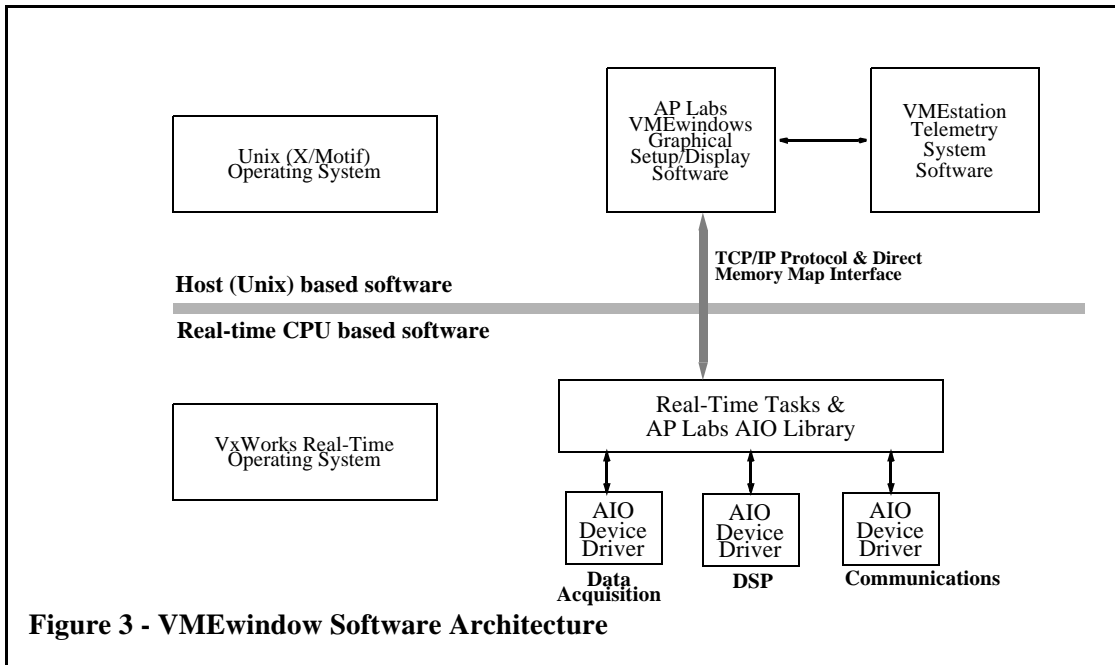 AP Labs
VMEwindows
Graphical
Setup/Display
Software
VMEstation
Telemetry
System
Software
Unix (X/Motif)
Operating System
TCP/IP Protocol & Direct
Memory Map Interface
Host (Unix) based software
Real-time CPU based software
Real-Time Tasks &
AP Labs AIO Library
VxWorks Real-Time
Operating System
AIO
Device
Driver
AIO
Device
Driver
AIO
Device
Driver
Data
Acquisition
DSP
Communications
Figure 3 - VMEwindow Software Architecture